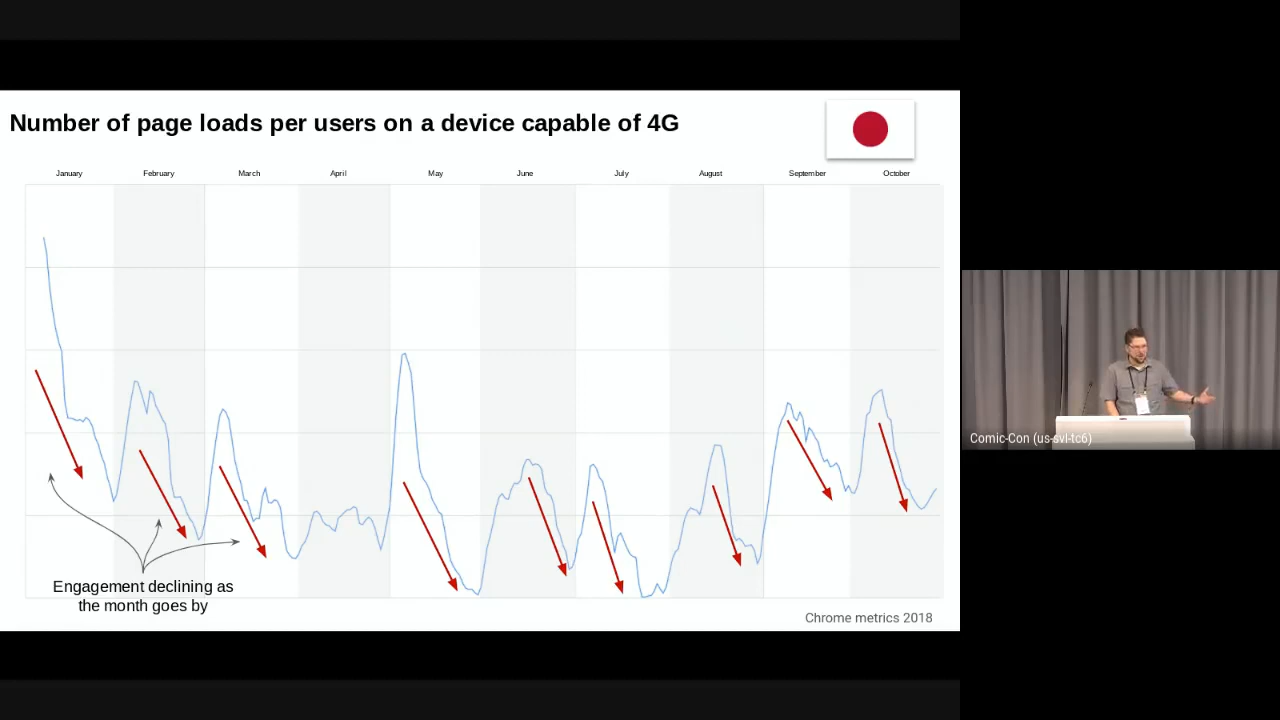 Number of page loads per users on a device capable of 4G
January
February
March
April
May
June
July
August
September
October
Engagement declining as
the month goes by
Chrome metrics 2018
Comic-Con (us-svl-tc6)